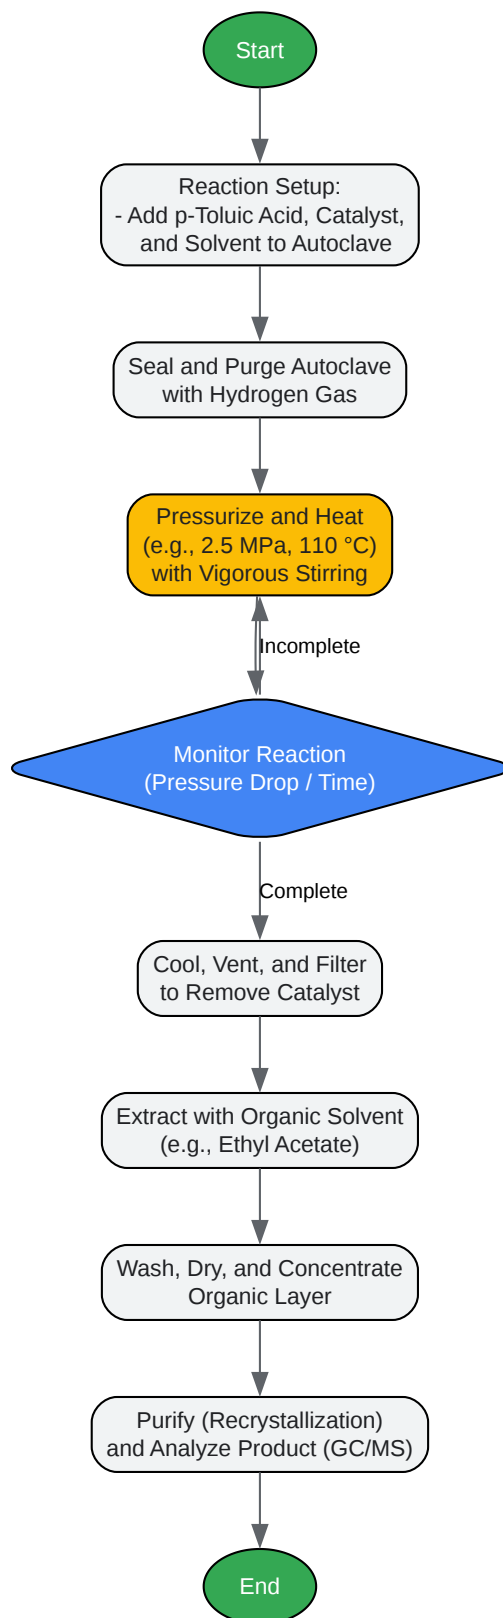 Start
Reaction Setup:
- Add p-Toluic Acid, Catalyst,
and Solvent to Autoclave
Seal and Purge Autoclave
with Hydrogen Gas
Pressurize and Heat
(e.g., 2.5 MPa, 110 °C)
with Vigorous Stirring
Incomplete
Monitor Reaction
(Pressure Drop / Time)
Complete
Cool, Vent, and Filter
to Remove Catalyst
Extract with Organic Solvent
(e.g., Ethyl Acetate)
Wash, Dry, and Concentrate
Organic Layer
Purify (Recrystallization)
and Analyze Product (GC/MS)
End